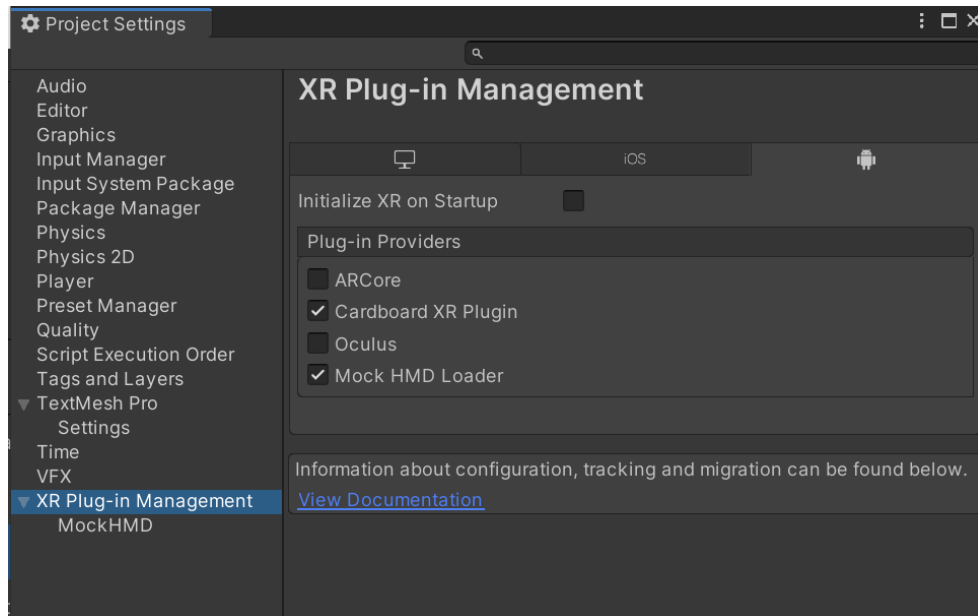 Project Settings
XR Plug-in Management
Audio
Editor
Graphics
Input Manager
Input System Package
Package Manager
Physics
Physics 2D
Player
Preset Manager
Quality
Script Execution Order
Tags and Layers
TextMesh Pro
Settings
Time
VFX
XR Plug-in Management
MockHMD
iOS
Initialize XR on Startup
Plug-in Providers
ARCore
Cardboard XR Plugin
Oculus
Mock HMD Loader
Information about configuration, tracking and migration can be found below.
View Documentation